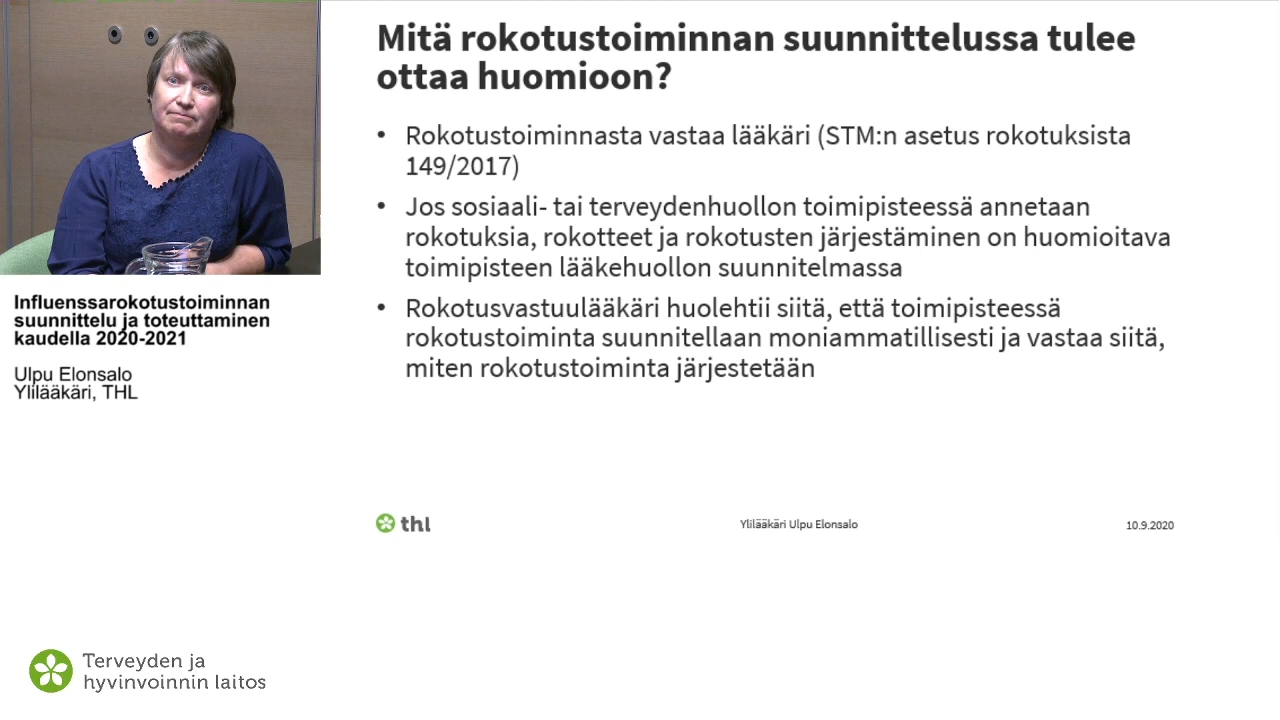 Mitä rokotustoiminnan suunnittelussa tulee
ottaa huomioon?
• Rokotustoiminnasta vastaa lääkäri (STM:n asetus rokotuksista
149/2017)
• Jos sosiaali- tai terveydenhuollon toimipisteessä annetaan
rokotuksia, rokotteet ja rokotusten järjestäminen on huomioitava
toimipisteen lääkehuollon suunnitelmassa
• Rokotusvastuulääkäri huolehtii siitä, että toimipisteessä
rokotustoiminta suunnitellaan moniammatillisesti ja vastaa siitä,
miten rokotustoiminta järjestetään
Influenssarokotustoiminnan
suunnittelu ja toteuttaminen
kaudella 2020-2021
Ulpu Elonsalo
Ylilääkäri, THL
thl
Ylilääkäri Ulpu Elonsalo
10.9.2020
Terveyden ja
hyvinvoinnin laitos